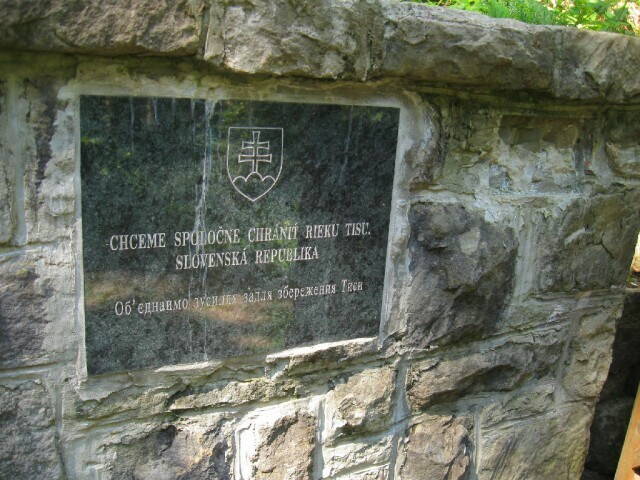 CHCEME SPOLOČNE CHRÁNIŤ RIEKU TISU.
SLOVENSKÁ REPUBLIKA
Об'єднаймо зусилля задля збереження Тиси